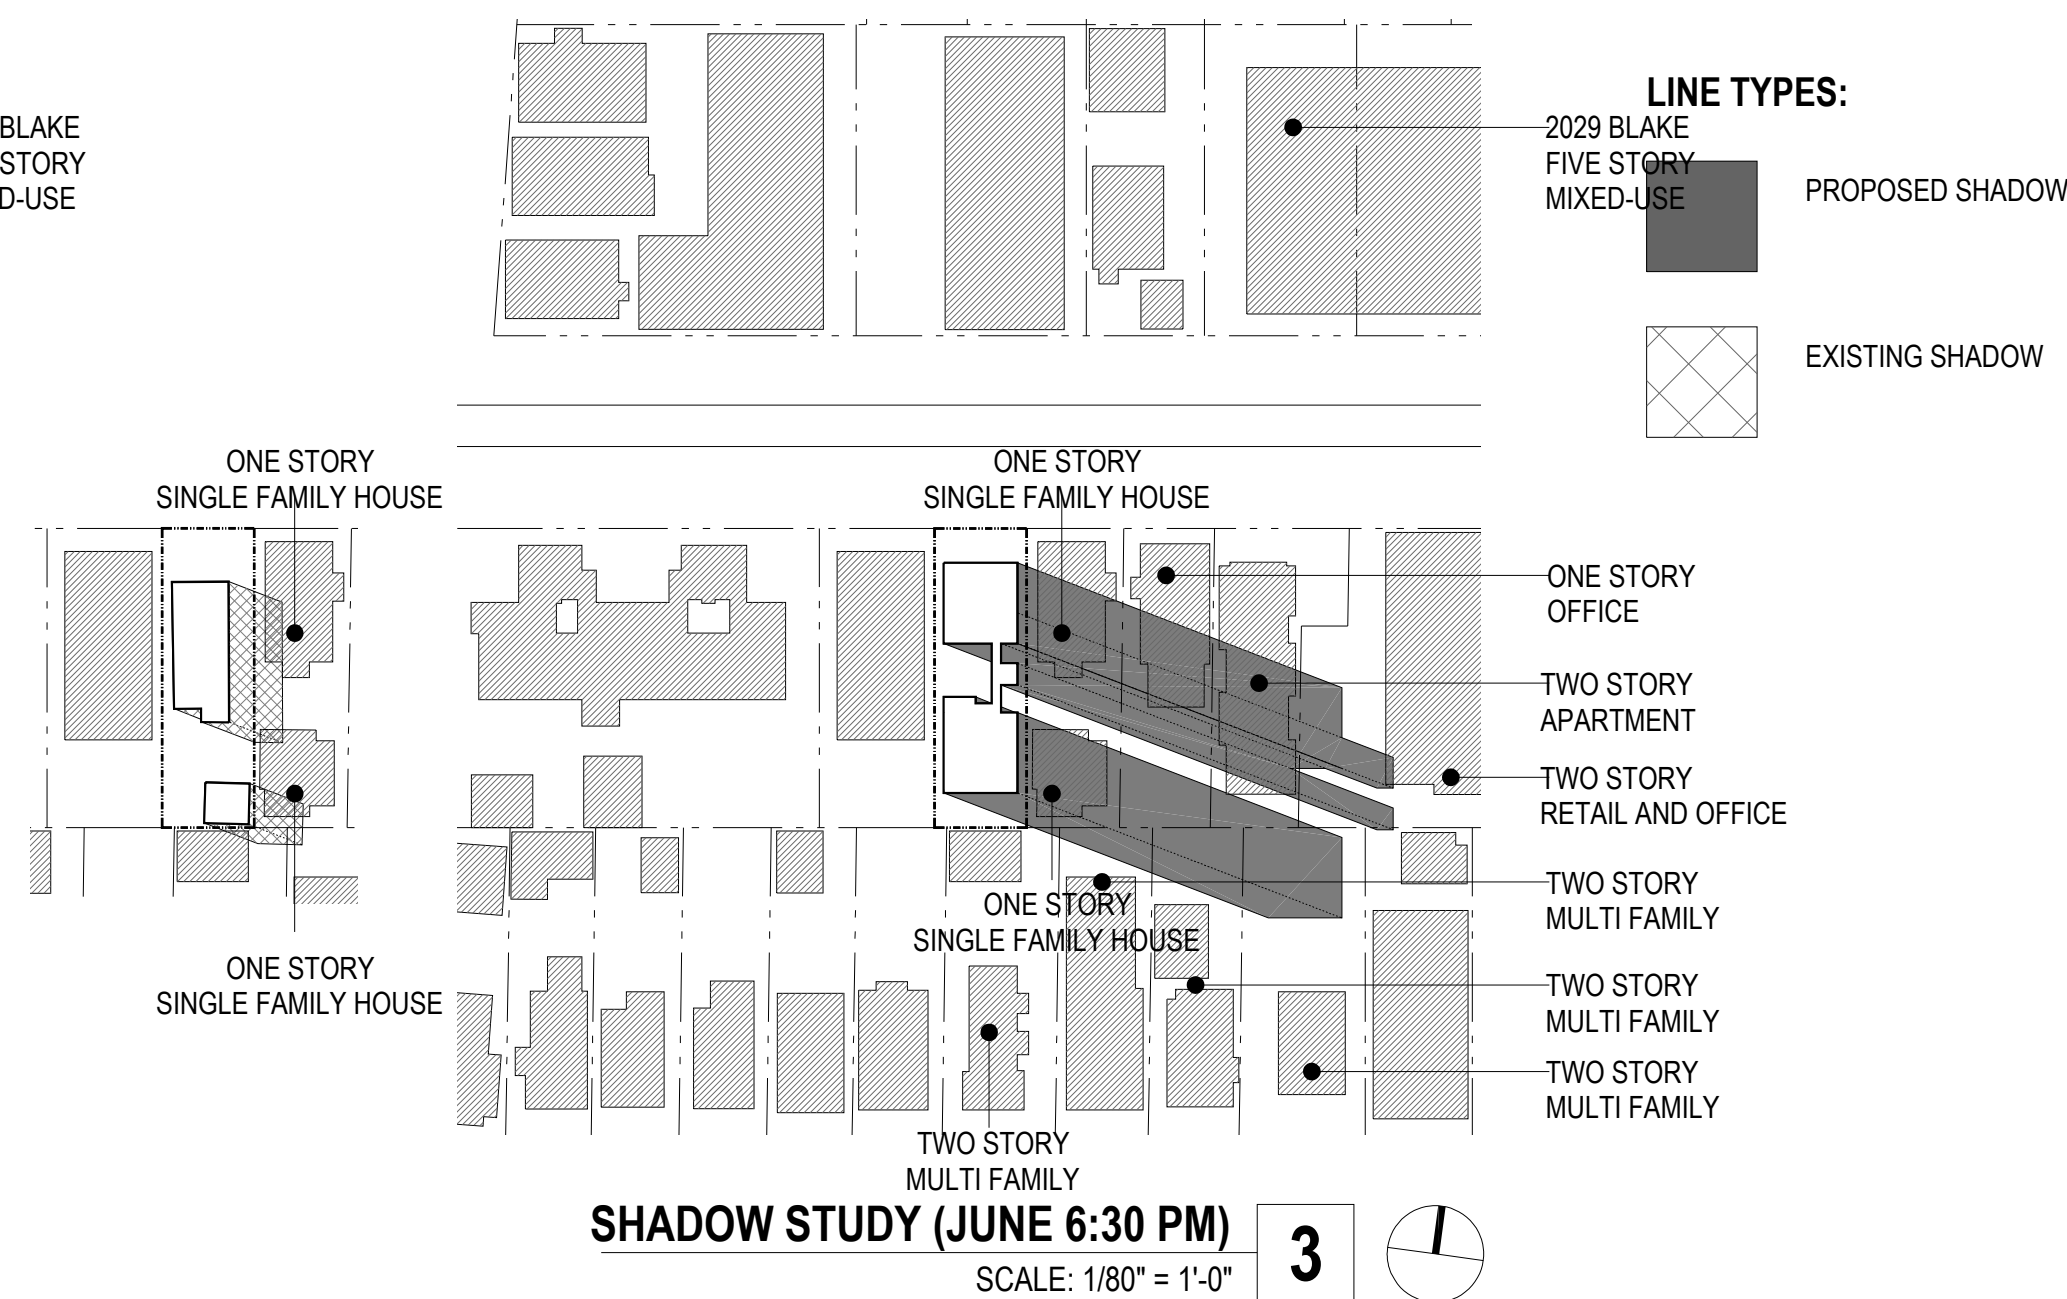 BLAKE
STORY
D-USE
LINE TYPES:
2029 BLAKE
FIVE STORY
MIXED-USE
PROPOSED SHADOW
EXISTING SHADOW
ONE STORY
SINGLE FAMILY HOUSE
ONE STORY
SINGLE FAMILY HOUSE
ONE STORY
OFFICE
TWO STORY
APARTMENT
TWO STORY
RETAIL AND OFFICE
TWO STORY
MULTI FAMILY
ONE STORY
SINGLE FAMILY HOUSE
ONE STORY
SINGLE FAMILY HOUSE
TWO STORY
MULTI FAMILY
TWO STORY
MULTI FAMILY
TWO STORY
MULTI FAMILY
SHADOW STUDY (JUNE 6:30 PM)
SCALE: 1/80" = 1'-0"
3